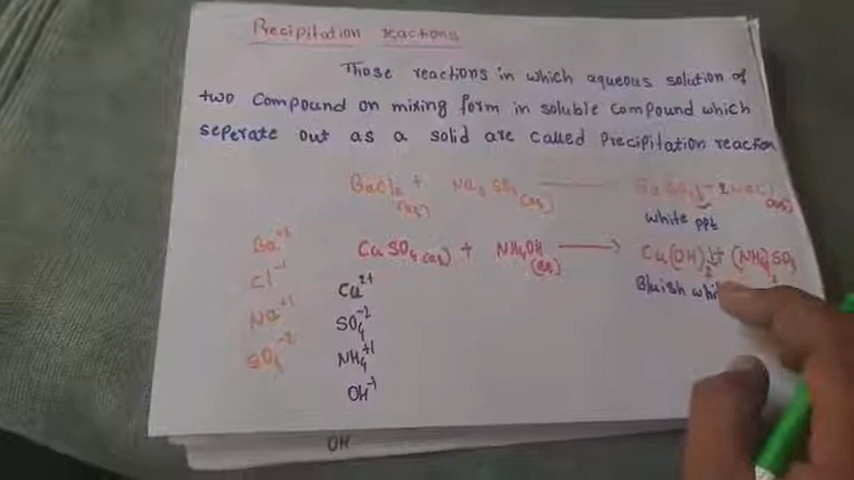 Precipitation reactions
Those reactions in which aqueous solution of
two compound on mixing form in soluble compound which
seperate out as a solid are called Precipitation reaction
BaCl₂ + Na₂SO₄ (aq) → BaSO₄↓ + 2NaCl (aq)
(aq)
white ppt
CuSO₄ (aq) + NH₄OH (aq) → Cu(OH)₂↓ + (NH₄)₂SO₄
Bluish
Ba⁺²
Cl⁻¹
Na⁺¹
SO₄⁻²
Cu²⁺
SO₄⁻²
NH₄⁺¹
OH⁻¹
OH